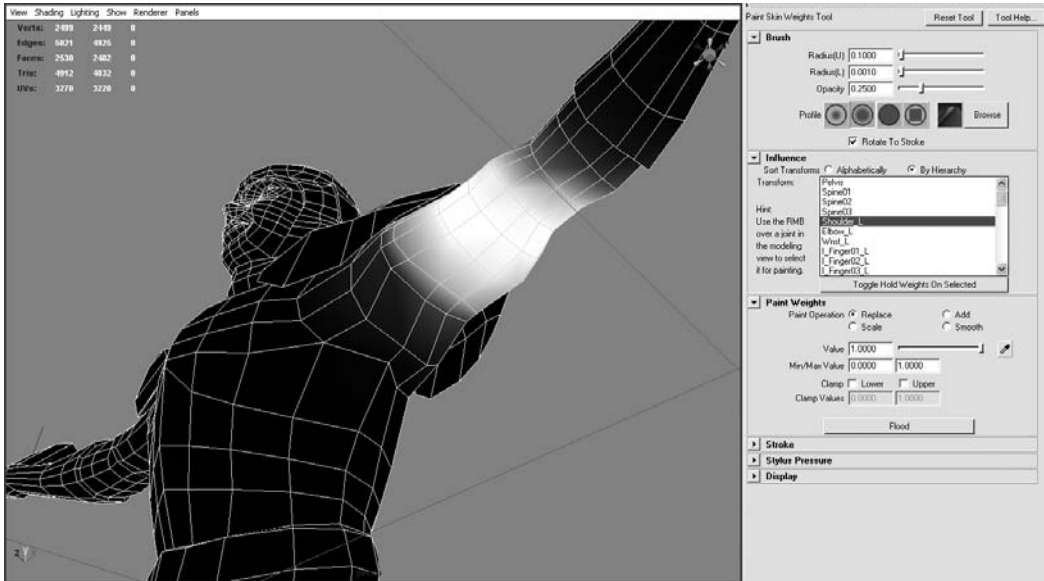 View Shading Lighting Show Renderer Panels
Verts: 2499 2449 0
Edges: 5021 4925 0
Faces: 2530 2482 0
Tris: 4912 4832 0
UVs: 3270 3220 0
Paint Skin Weights Tool
Reset Tool Tool Help...
Brush
Radius(U) 0.1000
Radius(L) 0.0010
Opacity 0.2500
Profile Browse
Rotate To Stroke
Influence
Sort Transforms Alphabetically By Hierarchy
Transform:
Pelvis
Spine01
Spine02
Spine03
Shoulder_L
Elbow_L
Wrist_L
I_Finger01_L
I_Finger02_L
I_Finger03_L
Hint:
Use the RMB
over a joint in
the modeling
view to select
it for painting.
Toggle Hold Weights On Selected
Paint Weights
Paint Operation Replace Add
Scale Smooth
Value 1.0000
Min/Max Value 0.0000 1.0000
Clamp Lower Upper
Clamp Values 0.0000 1.0000
Flood
Stroke
Stylus Pressure
Display